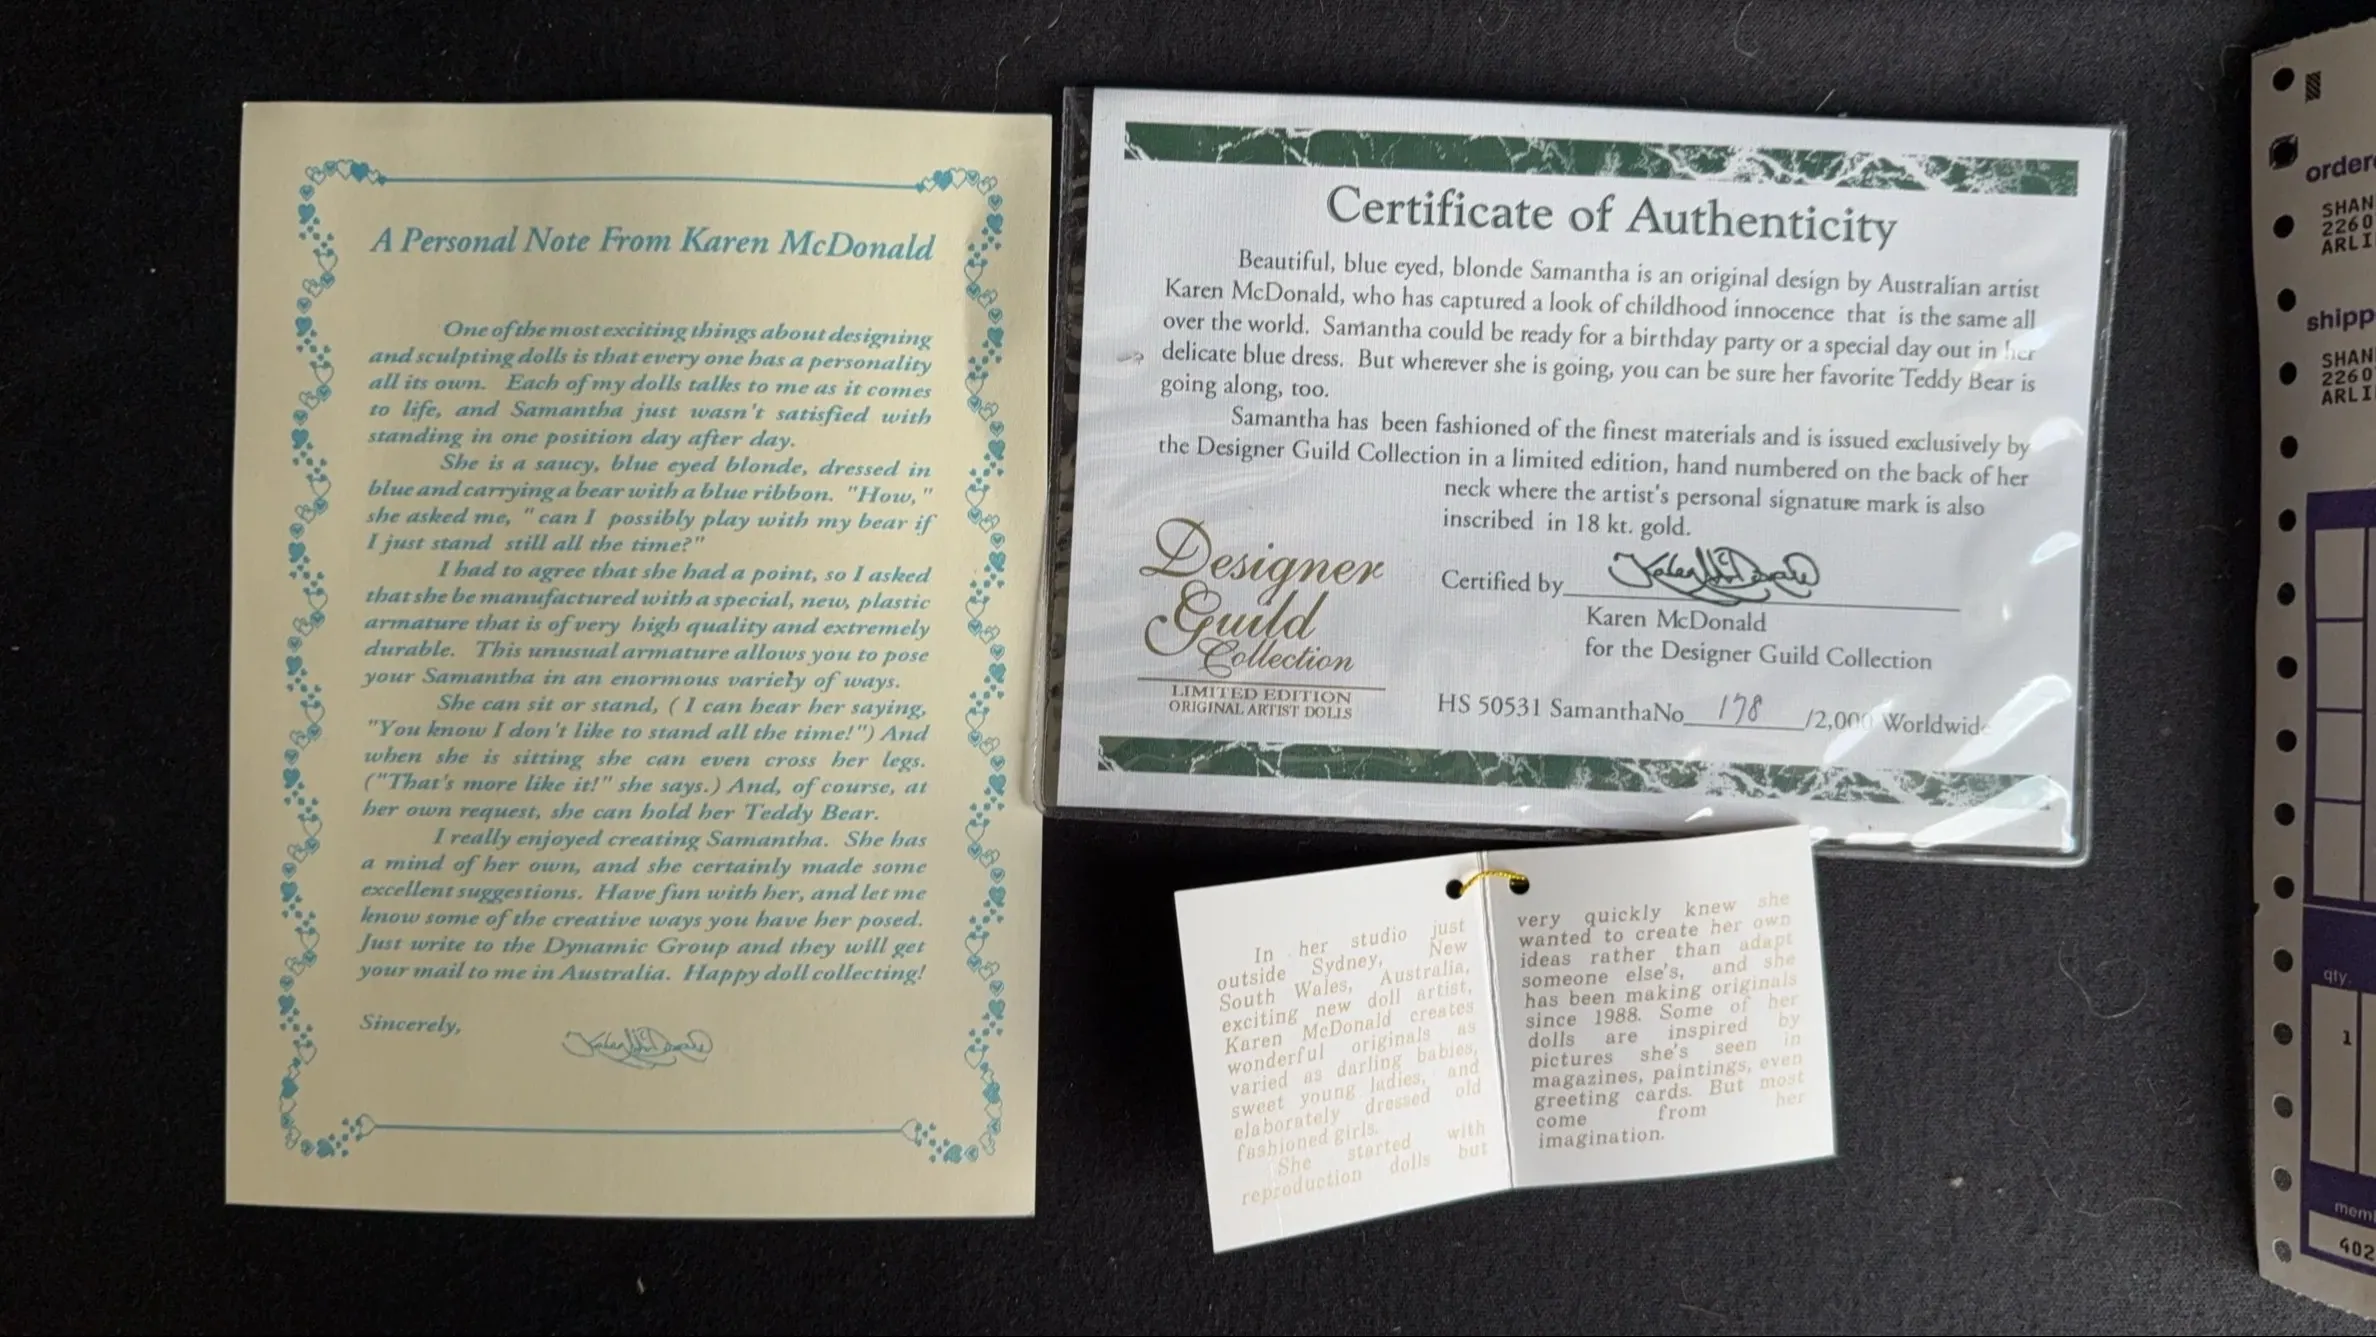 A Personal Note From Karen McDonald
One of the most exciting things about designing
and sculpting dolls is that every one has a personality
all its own. Each of my dolls talks to me as it comes
to life, and Samantha just wasn't satisfied with
standing in one position day after day.
She is a saucy, blue eyed blonde, dressed in
blue and carrying a bear with a blue ribbon. "How,"
she asked me, "can I possibly play with my bear if
I just stand still all the time?"
I had to agree that she had a point, so I asked
that she be manufactured with a special, new, plastic
armature that is of very high quality and extremely
durable. This unusual armature allows you to pose
your Samantha in an enormous variety of ways.
She can sit or stand, ( I can hear her saying,
"You know I don't like to stand all the time!") And
when she is sitting she can even cross her legs.
("That's more like it!" she says.) And, of course, at
her own request, she can hold her Teddy Bear.
I really enjoyed creating Samantha. She has
a mind of her own, and she certainly made some
excellent suggestions. Have fun with her, and let me
know some of the creative ways you have her posed.
Just write to the Dynamic Group and they will get
your mail to me in Australia. Happy doll collecting!
Sincerely,
Karen McDonald
Certificate of Authenticity
Beautiful, blue eyed, blonde Samantha is an original design by Australian artist
Karen McDonald, who has captured a look of childhood innocence that is the same all
over the world. Samantha could be ready for a birthday party or a special day out in her
delicate blue dress. But wherever she is going, you can be sure her favorite Teddy Bear is
going along, too.
Samantha has been fashioned of the finest materials and is issued exclusively by
the Designer Guild Collection in a limited edition, hand numbered on the back of her
neck where the artist's personal signature mark is also
inscribed in 18 kt. gold.
Designer
Guild
Collection
LIMITED EDITION
ORIGINAL ARTIST DOLLS
Certified by Karen McDonald
Karen McDonald
for the Designer Guild Collection
HS 50531 SamanthaNo 178 /2,000 Worldwide
In her studio just
outside Sydney, New
South Wales, Australia,
exciting new doll artist,
Karen McDonald creates
wonderful originals as
varied as darling babies,
sweet young ladies, and
elaborately dressed old
fashioned girls.
She started with
reproduction dolls but
very quickly knew she
wanted to create her own
ideas rather than adapt
someone else's, and she
has been making originals
since 1988. Some of her
dolls are inspired by
pictures she's seen in
magazines, paintings, even
greeting cards. But most
come from her
imagination.
order
SHAN
2260
ARLI
shipp
SHAN
2260
ARLI
qty
1
mem
402